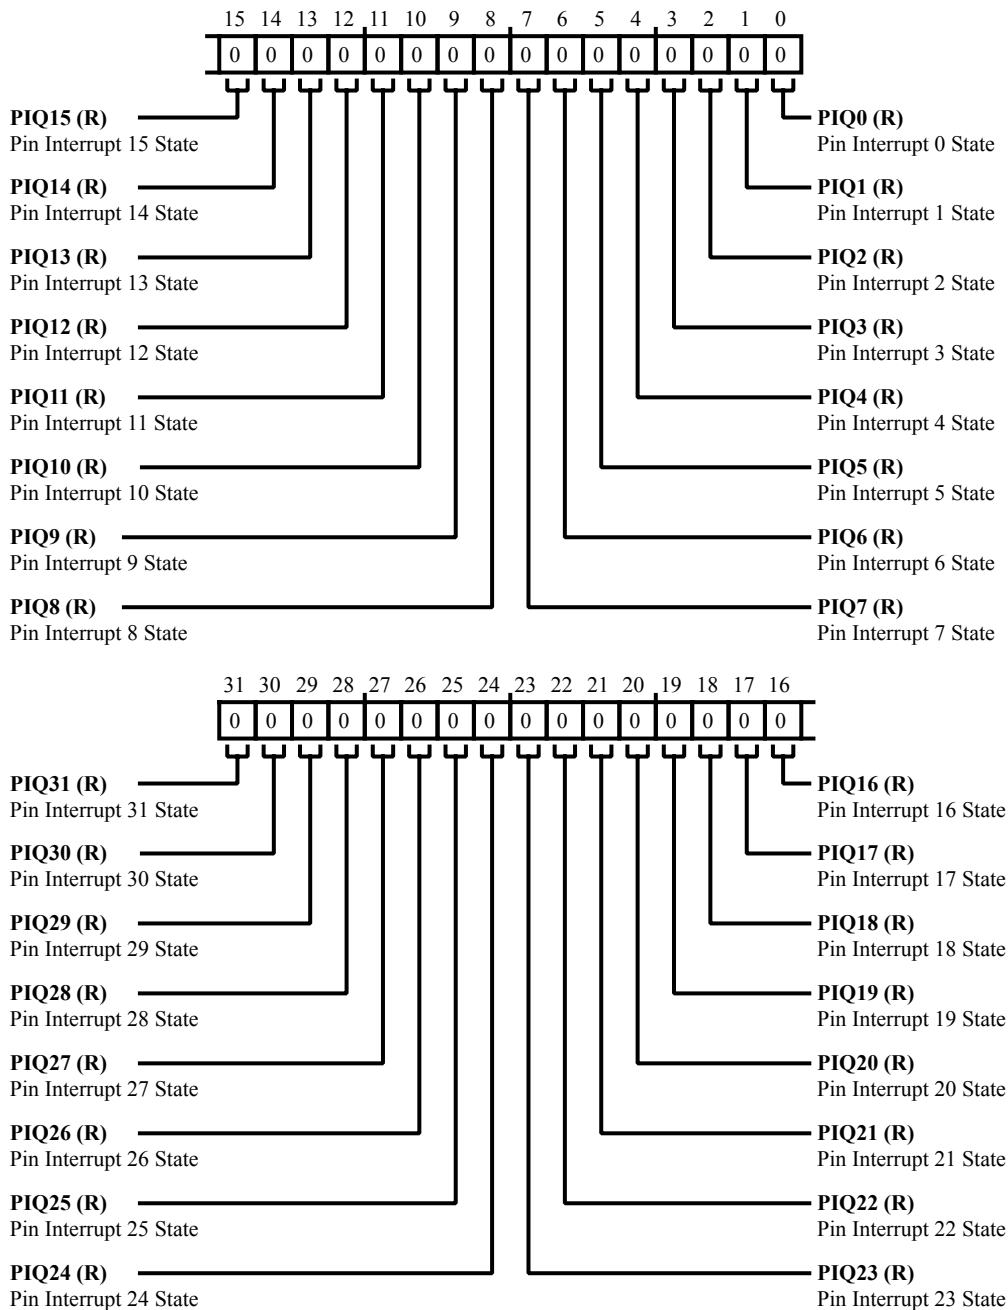 15 14 13 12 11 10 9 8 7 6 5 4 3 2 1 0
0 0 0 0 0 0 0 0 0 0 0 0 0 0 0 0
PIQ15 (R)
Pin Interrupt 15 State
PIQ14 (R)
Pin Interrupt 14 State
PIQ13 (R)
Pin Interrupt 13 State
PIQ12 (R)
Pin Interrupt 12 State
PIQ11 (R)
Pin Interrupt 11 State
PIQ10 (R)
Pin Interrupt 10 State
PIQ9 (R)
Pin Interrupt 9 State
PIQ8 (R)
Pin Interrupt 8 State
PIQ0 (R)
Pin Interrupt 0 State
PIQ1 (R)
Pin Interrupt 1 State
PIQ2 (R)
Pin Interrupt 2 State
PIQ3 (R)
Pin Interrupt 3 State
PIQ4 (R)
Pin Interrupt 4 State
PIQ5 (R)
Pin Interrupt 5 State
PIQ6 (R)
Pin Interrupt 6 State
PIQ7 (R)
Pin Interrupt 7 State
31 30 29 28 27 26 25 24 23 22 21 20 19 18 17 16
0 0 0 0 0 0 0 0 0 0 0 0 0 0 0 0
PIQ31 (R)
Pin Interrupt 31 State
PIQ30 (R)
Pin Interrupt 30 State
PIQ29 (R)
Pin Interrupt 29 State
PIQ28 (R)
Pin Interrupt 28 State
PIQ27 (R)
Pin Interrupt 27 State
PIQ26 (R)
Pin Interrupt 26 State
PIQ25 (R)
Pin Interrupt 25 State
PIQ24 (R)
Pin Interrupt 24 State
PIQ16 (R)
Pin Interrupt 16 State
PIQ17 (R)
Pin Interrupt 17 State
PIQ18 (R)
Pin Interrupt 18 State
PIQ19 (R)
Pin Interrupt 19 State
PIQ20 (R)
Pin Interrupt 20 State
PIQ21 (R)
Pin Interrupt 21 State
PIQ22 (R)
Pin Interrupt 22 State
PIQ23 (R)
Pin Interrupt 23 State